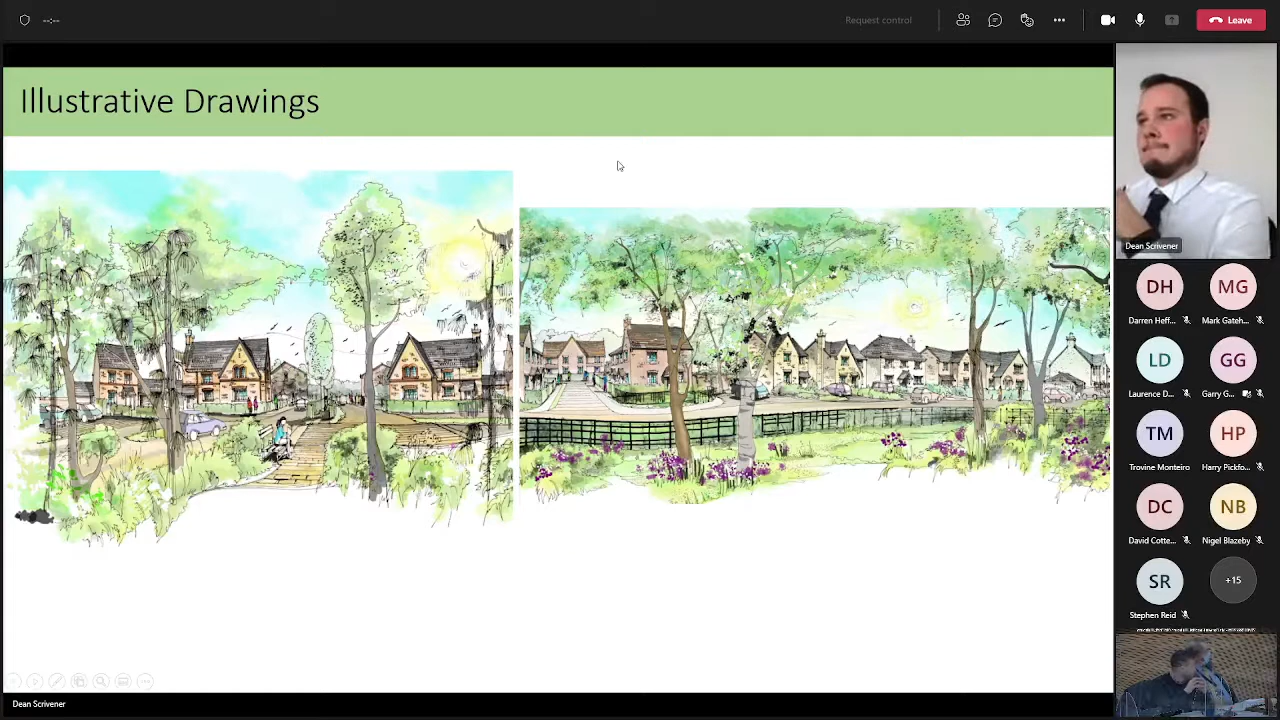 --:--
Request control
Leave
Illustrative Drawings
Dean Scrivener
DH
MG
Darren Heff...
Mark Gateh...
LD
GG
Laurence D...
Garry G...
TM
HP
Trovine Monteiro
Harry Pickfo...
DC
NB
David Cotte...
Nigel Blazeby
SR
+15
Stephen Reid
Dean Scrivener